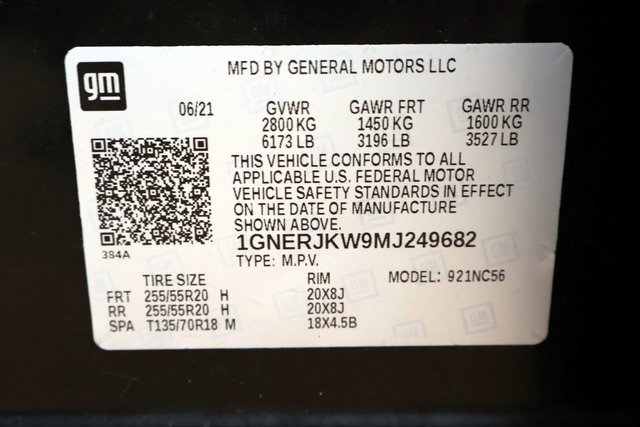 gm
MFD BY GENERAL MOTORS LLC
06/21 GVWR GAWR FRT GAWR RR
2800 KG 1450 KG 1600 KG
6173 LB 3196 LB 3527 LB
THIS VEHICLE CONFORMS TO ALL
APPLICABLE U.S. FEDERAL MOTOR
VEHICLE SAFETY STANDARDS IN EFFECT
ON THE DATE OF MANUFACTURE
SHOWN ABOVE.
384A
1GNERJKW9MJ249682
TYPE: M.P.V.
TIRE SIZE RIM MODEL: 921NC56
FRT 255/55R20 H 20X8J
RR 255/55R20 H 20X8J
SPA T135/70R18 M 18X4.5B